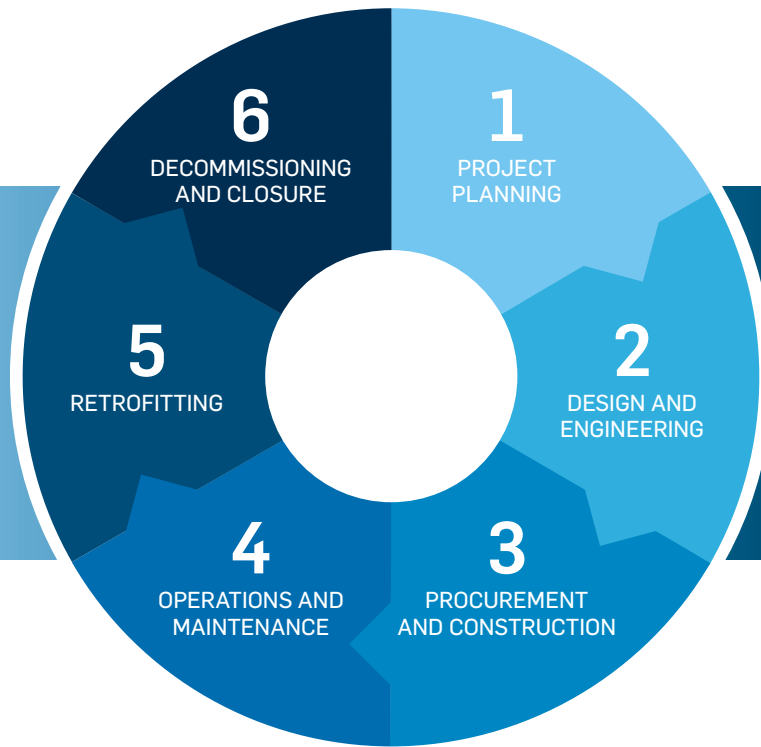 1
PROJECT
PLANNING
2
DESIGN AND
ENGINEERING
3
PROCUREMENT
AND CONSTRUCTION
4
OPERATIONS AND
MAINTENANCE
5
RETROFITTING
6
DECOMMISSIONING
AND CLOSURE